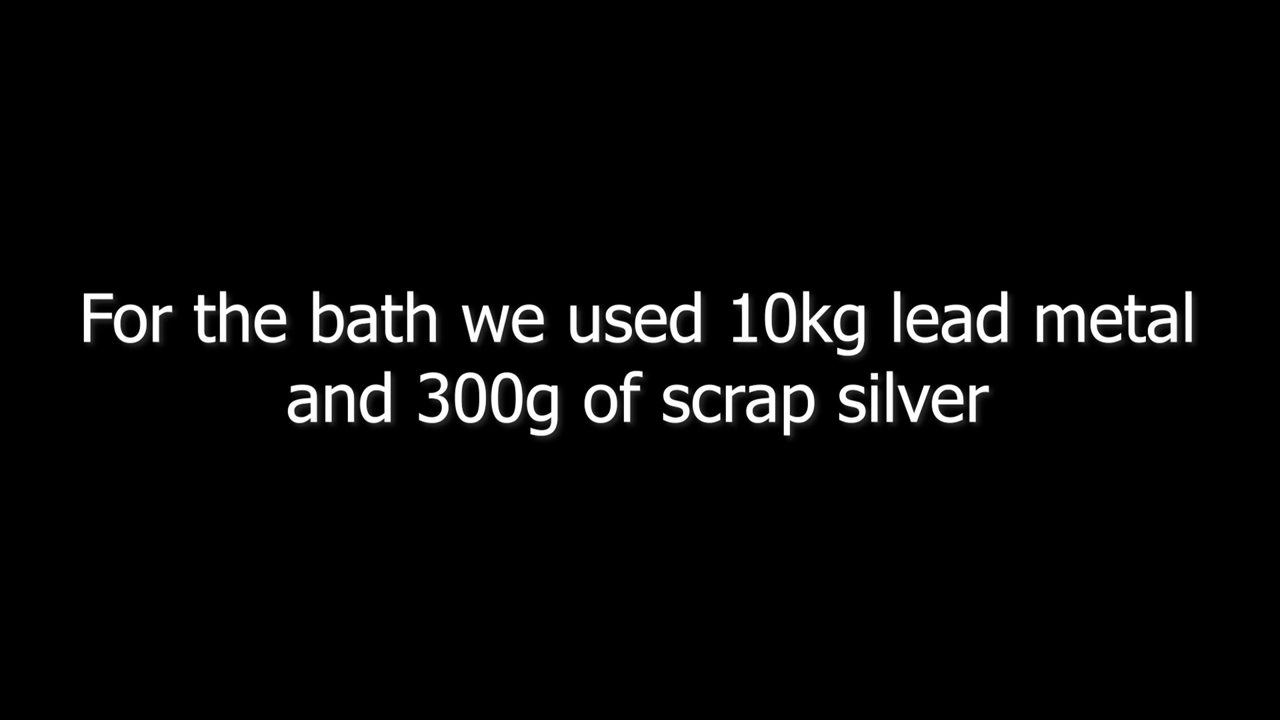 For the bath we used 10kg lead metal
and 300g of scrap silver